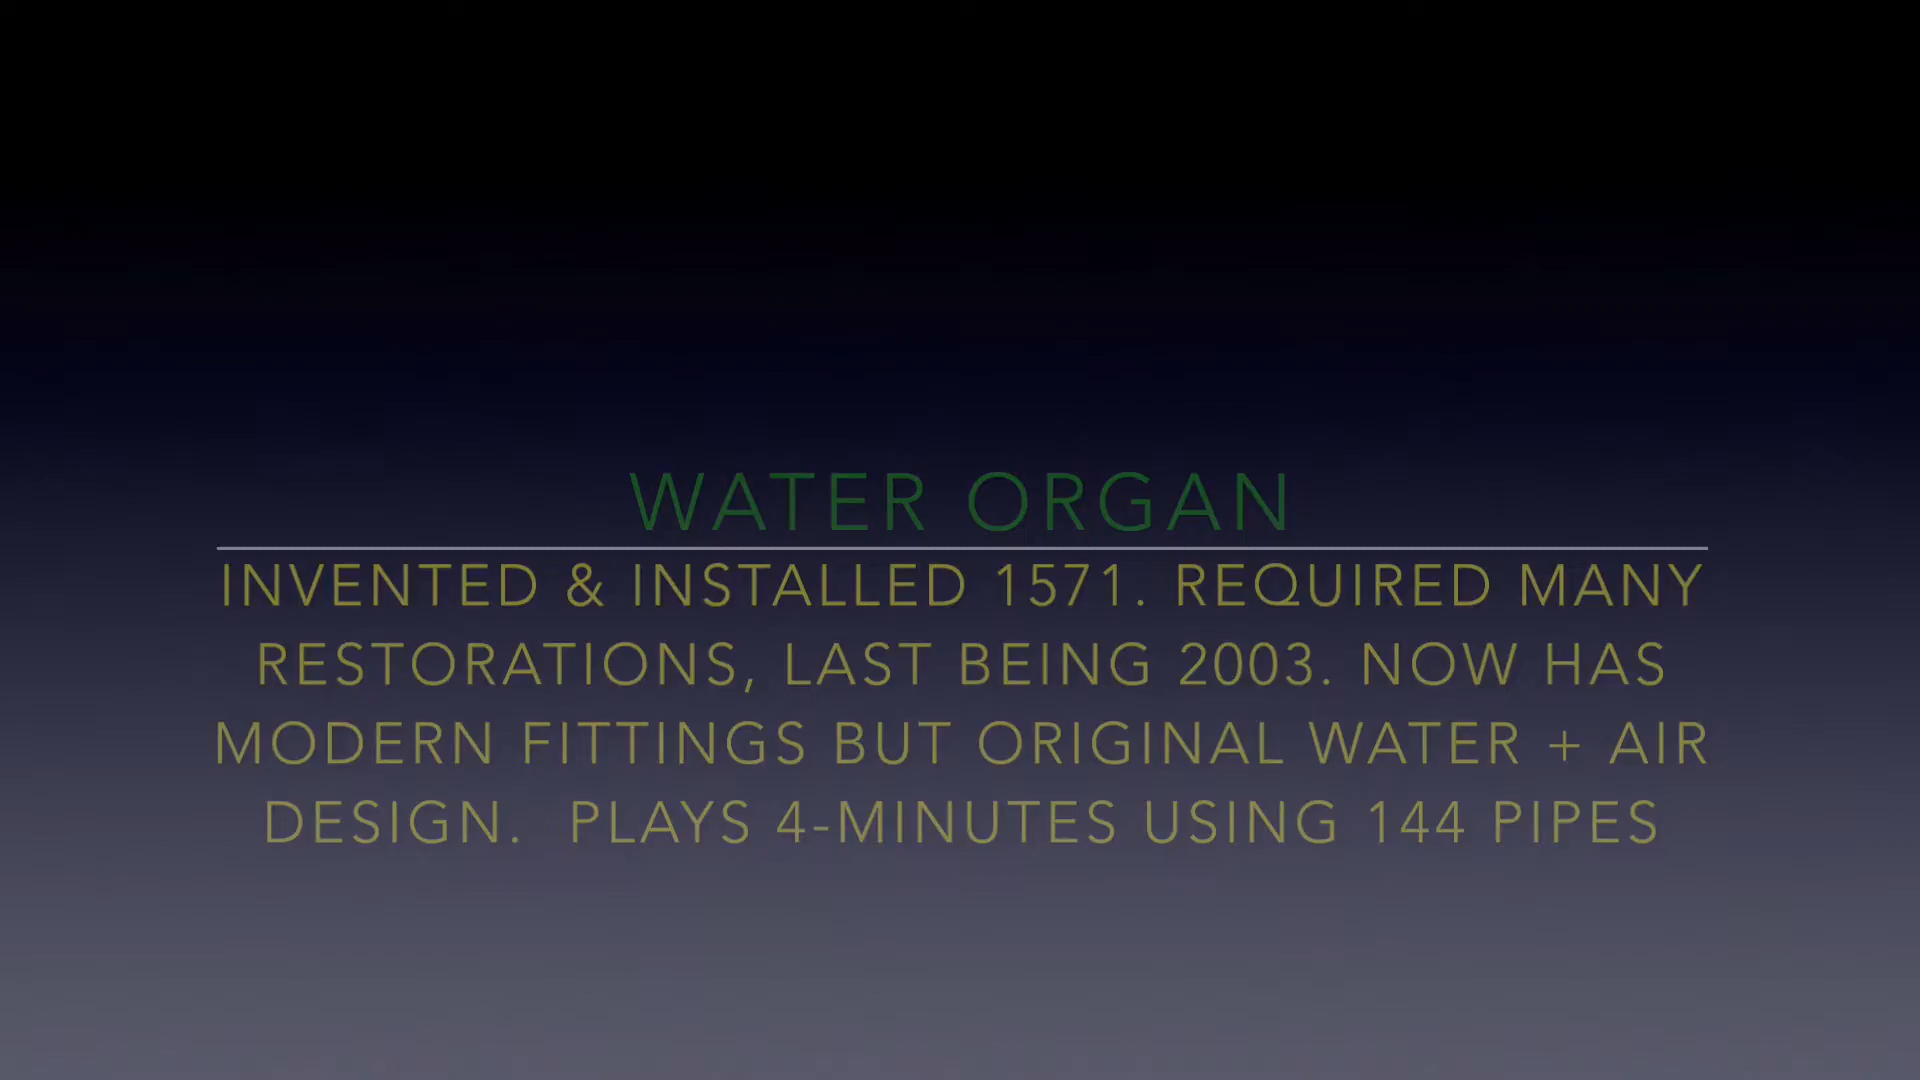 WATER ORGAN
INVENTED & INSTALLED 1571. REQUIRED MANY
RESTORATIONS, LAST BEING 2003. NOW HAS
MODERN FITTINGS BUT ORIGINAL WATER + AIR
DESIGN.  PLAYS 4-MINUTES USING 144 PIPES